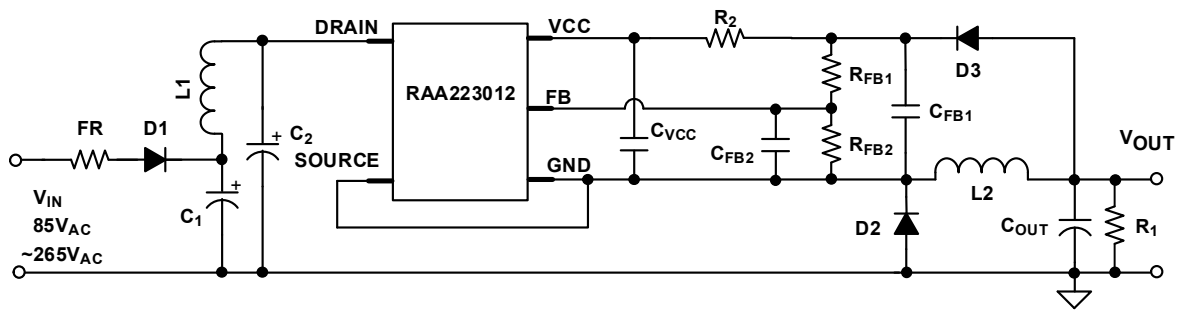 DRAIN
VCC
R2
D3
L1
RAA223012
RFB1
FB
CFB1
FR
D1
C2
CVCC
CFB2
RFB2
SOURCE
GND
VOUT
L2
VIN
85VAC
~265VAC
C1
D2
COUT
R1
+
+